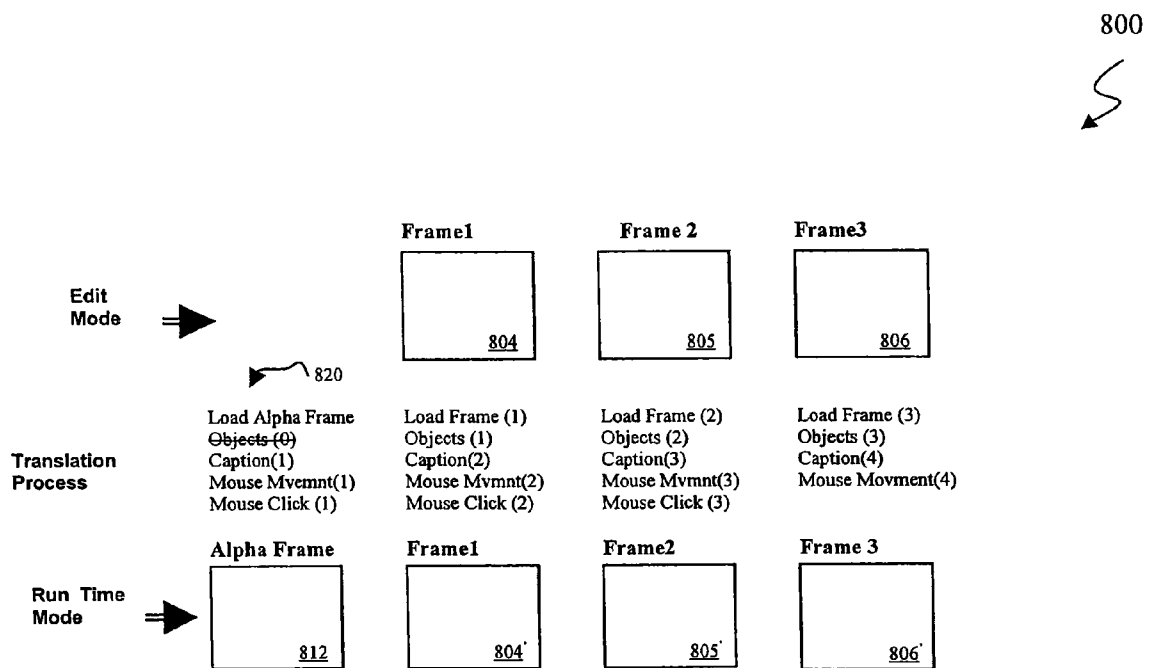 800
Frame1 Frame 2 Frame3
Edit
Mode
804 805 806
820
Load Alpha Frame Load Frame (1) Load Frame (2) Load Frame (3)
Objects (0) Objects (1) Objects (2) Objects (3)
Translation
Process
Caption(1) Caption(2) Caption(3) Caption(4)
Mouse Mvemnt(1) Mouse Mvmnt(2) Mouse Mvmnt(3) Mouse Movment(4)
Mouse Click (1) Mouse Click (2) Mouse Click (3)
Alpha Frame Frame1 Frame2 Frame 3
Run Time
Mode
812 804' 805' 806'